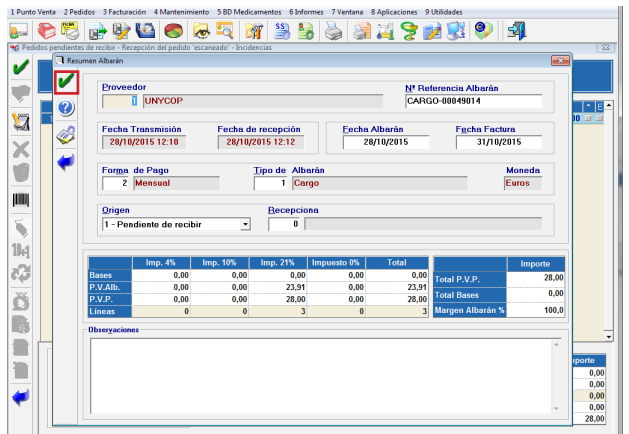 1 Punto Venta 2 Pedidos 3 Facturación 4 Mantenimiento 5 BD Medicamentos 6 Informes 7 Ventana 8 Aplicaciones 9 Utilidades
Pedidos pendientes de recibir - Recepción del pedido 'escaneado' - Incidencias
Resumen Albarán
Proveedor
Nª Referencia Albarán
1 UNYCOP
CARGO-00049014
Fecha Transmisión Fecha de recepción Fecha Albarán Fecha Factura
28/10/2015 12:10 28/10/2015 12:12 28/10/2015 31/10/2015
Forma de Pago Tipo de Albarán Moneda
2 Mensual 1 Cargo Euros
Origen Recepciona
1 - Pendiente de recibir 0
Imp. 4% Imp. 10% Imp. 21% Impuesto 0% Total Importe
Bases 0,00 0,00 0,00 0,00 0,00
P.V.Alb. 0,00 0,00 23,91 0,00 23,91
P.V.P. 0,00 0,00 28,00 0,00 28,00
Líneas 0 0 3 0 3
Total P.V.P. 28,00
Total Bases 0,00
Margen Albarán % 100,0
Observaciones
0,00
0,00
0,00
0,00
28,00